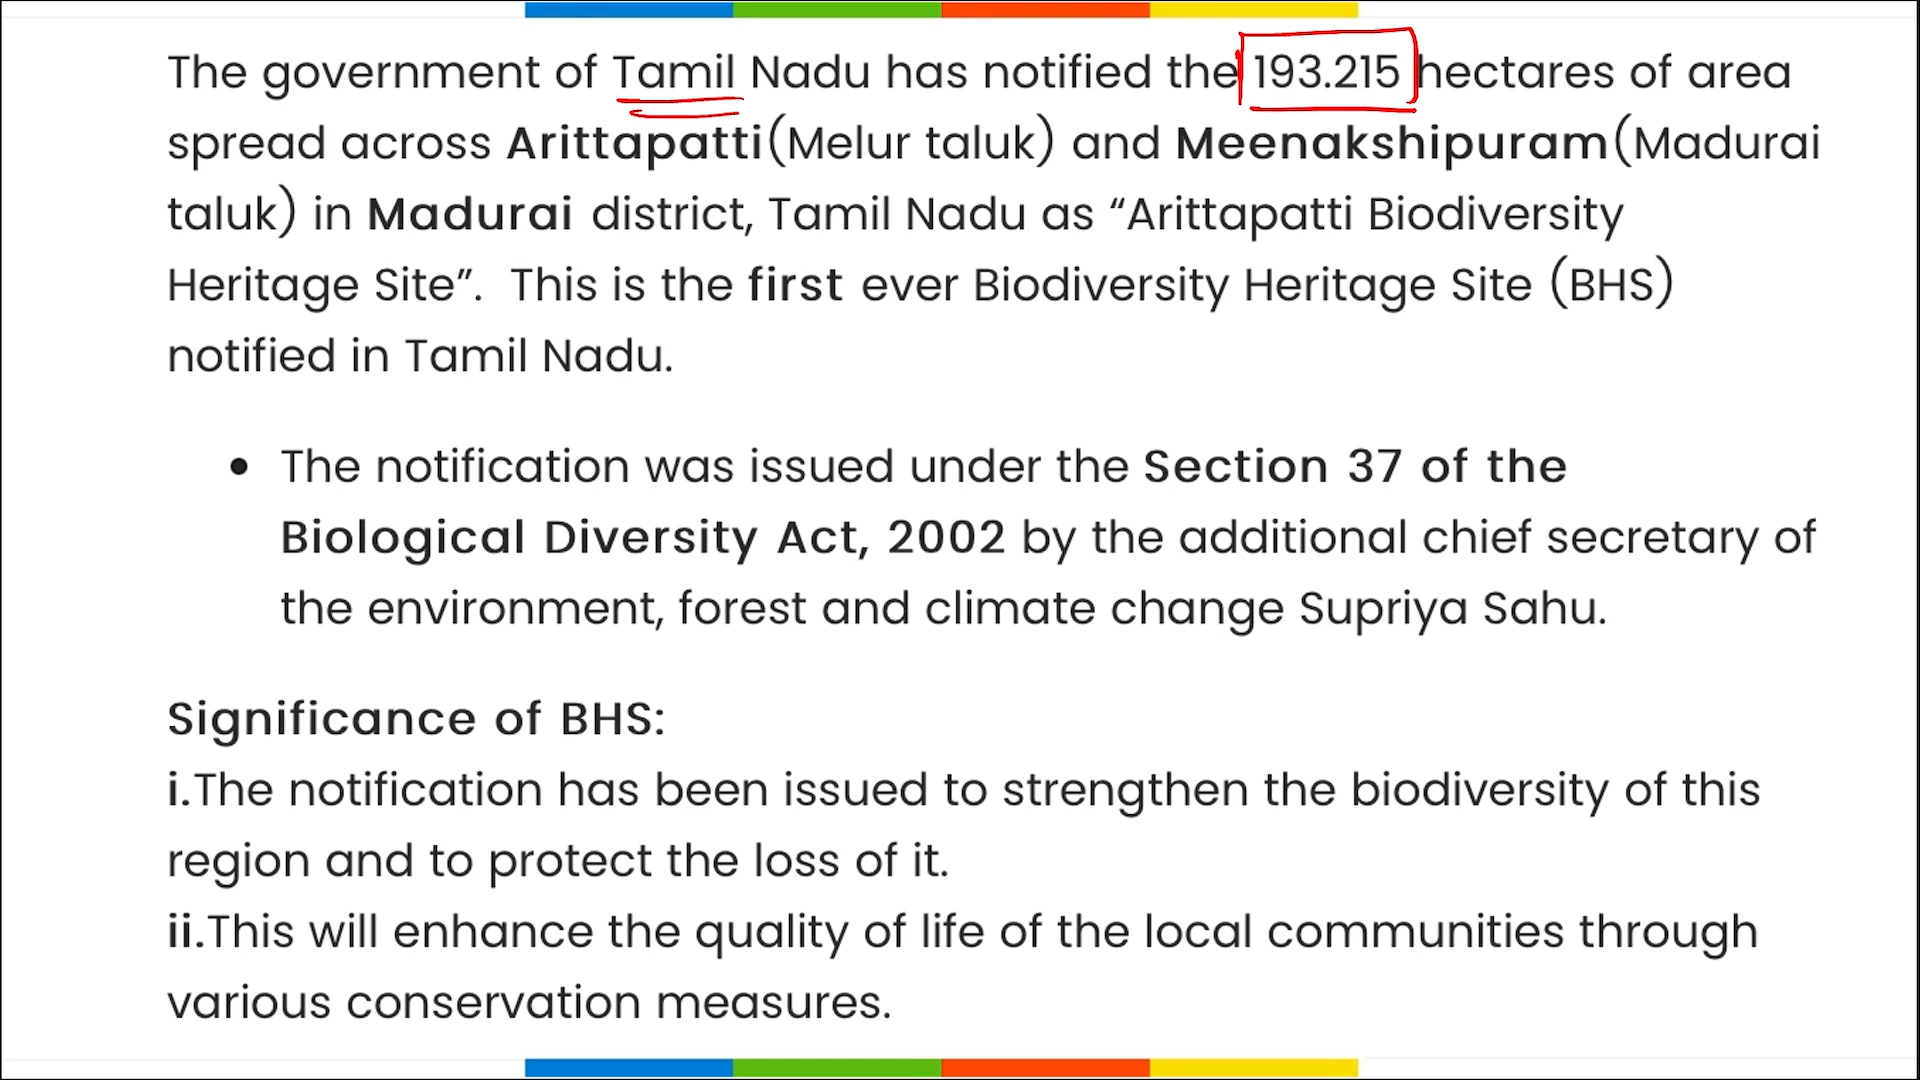 The government of Tamil Nadu has notified the 193.215 hectares of area
spread across Arittapatti(Melur taluk) and Meenakshipuram(Madurai
taluk) in Madurai district, Tamil Nadu as “Arittapatti Biodiversity
Heritage Site”. This is the first ever Biodiversity Heritage Site (BHS)
notified in Tamil Nadu.
• The notification was issued under the Section 37 of the
Biological Diversity Act, 2002 by the additional chief secretary of
the environment, forest and climate change Supriya Sahu.
Significance of BHS:
i.The notification has been issued to strengthen the biodiversity of this
region and to protect the loss of it.
ii.This will enhance the quality of life of the local communities through
various conservation measures.